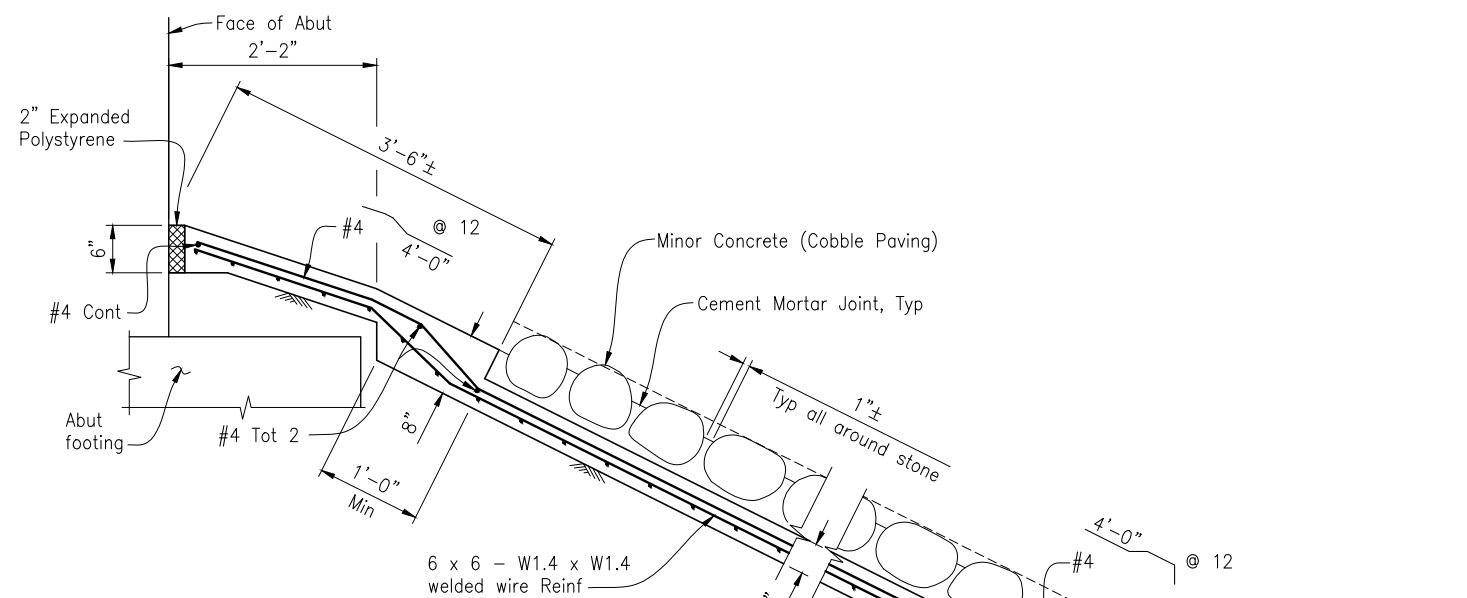 Face of Abut
2'-2"
2" Expanded
Polystyrene
3'-6"±
#4
@ 12
4'-0"
6"
Minor Concrete (Cobble Paving)
#4 Cont
Cement Mortar Joint, Typ
1"±
Typ all around stone
Abut
footing
#4 Tot 2
8"
1'-0"
Min
6 x 6 - W1.4 x W1.4
welded wire Reinf
4'-0"
#4
@ 12